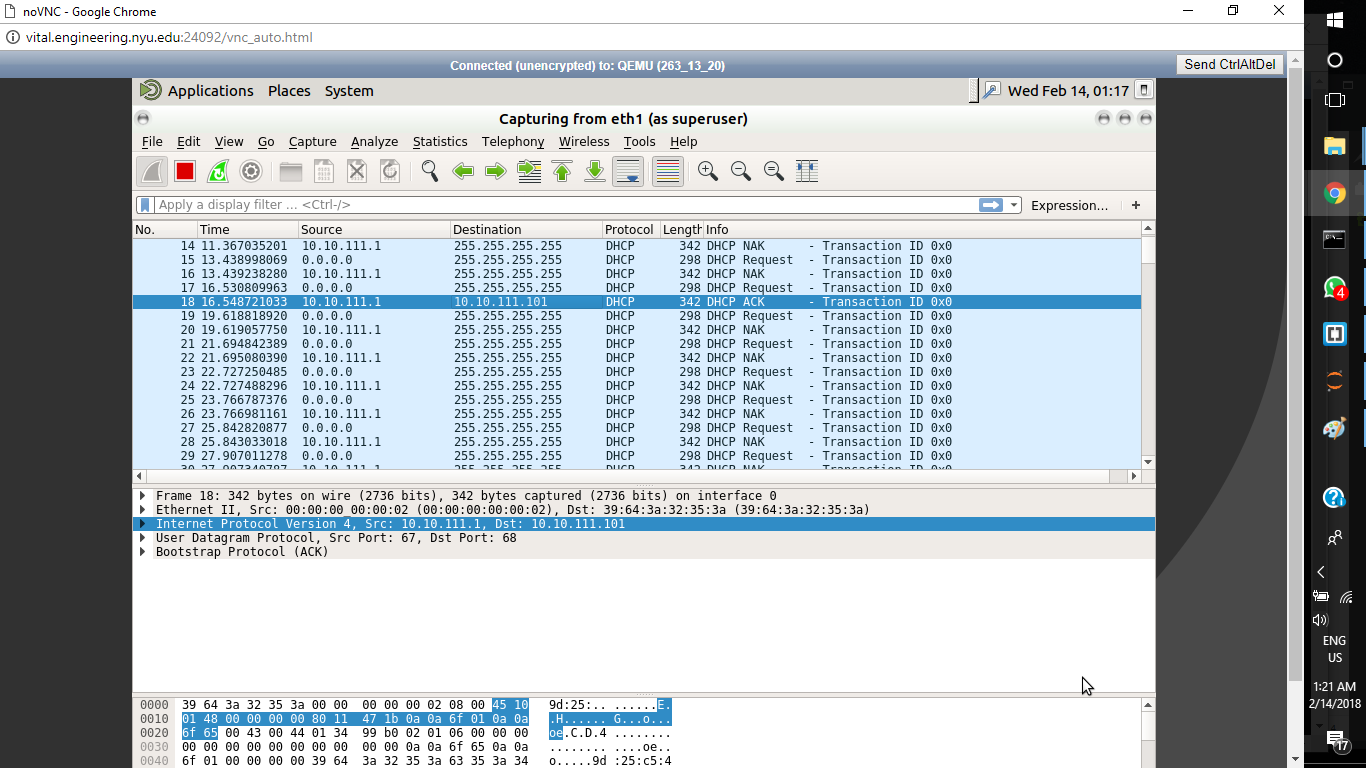 noVNC - Google Chrome
vital.engineering.nyu.edu:24092/vnc_auto.html
Connected (unencrypted) to: QEMU (263_13_20)
Send CtrlAltDel
Applications Places System
Wed Feb 14, 01:17
Capturing from eth1 (as superuser)
File Edit View Go Capture Analyze Statistics Telephony Wireless Tools Help
Apply a display filter ... <Ctrl-/>
Expression... +
No. Time Source Destination Protocol Length Info
14 11.367035201 10.10.111.1 255.255.255.255 DHCP 342 DHCP NAK - Transaction ID 0x0
15 13.438998069 0.0.0.0 255.255.255.255 DHCP 298 DHCP Request - Transaction ID 0x0
16 13.439238280 10.10.111.1 255.255.255.255 DHCP 342 DHCP NAK - Transaction ID 0x0
17 16.530809963 0.0.0.0 255.255.255.255 DHCP 298 DHCP Request - Transaction ID 0x0
18 16.548721033 10.10.111.1 10.10.111.101 DHCP 342 DHCP ACK - Transaction ID 0x0
19 19.618818920 0.0.0.0 255.255.255.255 DHCP 298 DHCP Request - Transaction ID 0x0
20 19.619057750 10.10.111.1 255.255.255.255 DHCP 342 DHCP NAK - Transaction ID 0x0
21 21.694842389 0.0.0.0 255.255.255.255 DHCP 298 DHCP Request - Transaction ID 0x0
22 21.695080390 10.10.111.1 255.255.255.255 DHCP 342 DHCP NAK - Transaction ID 0x0
23 22.727250485 0.0.0.0 255.255.255.255 DHCP 298 DHCP Request - Transaction ID 0x0
24 22.727488296 10.10.111.1 255.255.255.255 DHCP 342 DHCP NAK - Transaction ID 0x0
25 23.766787376 0.0.0.0 255.255.255.255 DHCP 298 DHCP Request - Transaction ID 0x0
26 23.766981161 10.10.111.1 255.255.255.255 DHCP 342 DHCP NAK - Transaction ID 0x0
27 25.842820877 0.0.0.0 255.255.255.255 DHCP 298 DHCP Request - Transaction ID 0x0
28 25.843033018 10.10.111.1 255.255.255.255 DHCP 342 DHCP NAK - Transaction ID 0x0
29 27.907011278 0.0.0.0 255.255.255.255 DHCP 298 DHCP Request - Transaction ID 0x0
30 27.907340787 10.10.111.1 255.255.255.255 DHCP 342 DHCP NAK - Transaction ID 0x0
Frame 18: 342 bytes on wire (2736 bits), 342 bytes captured (2736 bits) on interface 0
Ethernet II, Src: 00:00:00_00:00:02 (00:00:00:00:00:02), Dst: 39:64:3a:32:35:3a (39:64:3a:32:35:3a)
Internet Protocol Version 4, Src: 10.10.111.1, Dst: 10.10.111.101
User Datagram Protocol, Src Port: 67, Dst Port: 68
Bootstrap Protocol (ACK)
0000 39 64 3a 32 35 3a 00 00 00 00 00 02 08 00 45 10 9d:25:.. ......E.
0010 01 48 00 00 00 00 80 11 47 1b 0a 0a 6f 01 0a 0a .H...... G...o...
0020 6f 65 00 43 00 44 01 34 99 b0 02 01 06 00 00 00 oe.C.D.4 ........
0030 00 00 00 00 00 00 00 00 00 00 0a 0a 6f 65 0a 0a ........ ....oe..
0040 6f 01 00 00 00 00 39 64 3a 32 35 3a 63 35 3a 34 o.....9d :25:c5:4
4
ENG
US
1:21 AM
2/14/2018
17